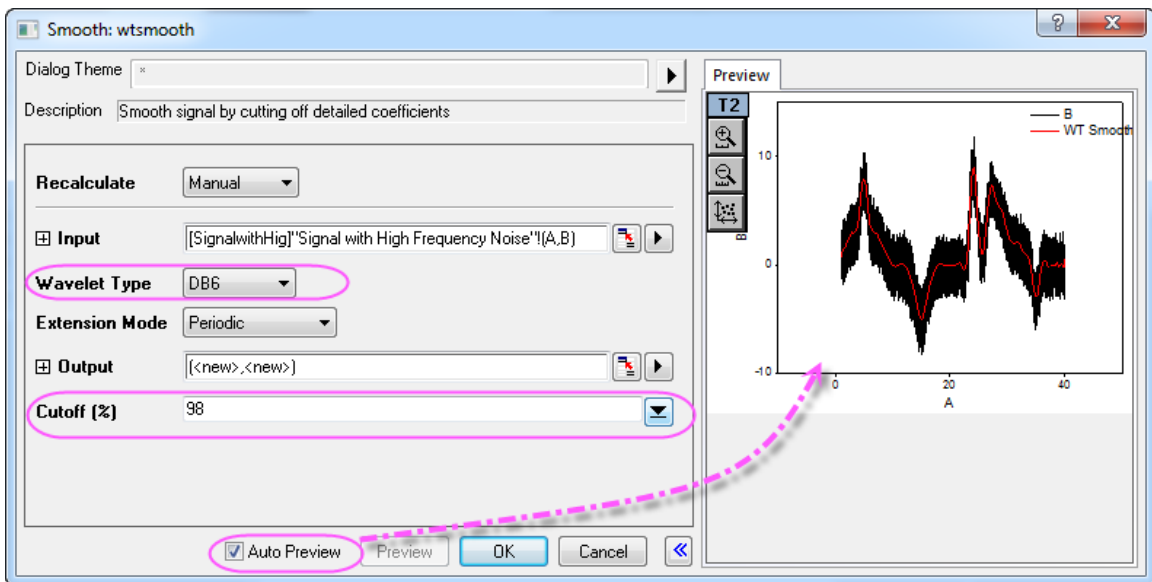 Smooth: wtsmooth
Dialog Theme *
Description Smooth signal by cutting off detailed coefficients
Recalculate Manual
Input [SignalwithHig]"Signal with High Frequency Noise"!(A,B)
Wavelet Type DB6
Extension Mode Periodic
Output (<new>,<new>)
Cutoff (%) 98
Auto Preview Preview OK Cancel
Preview
T2
B
WT Smooth
10
0
-10
B
0 20 40
A